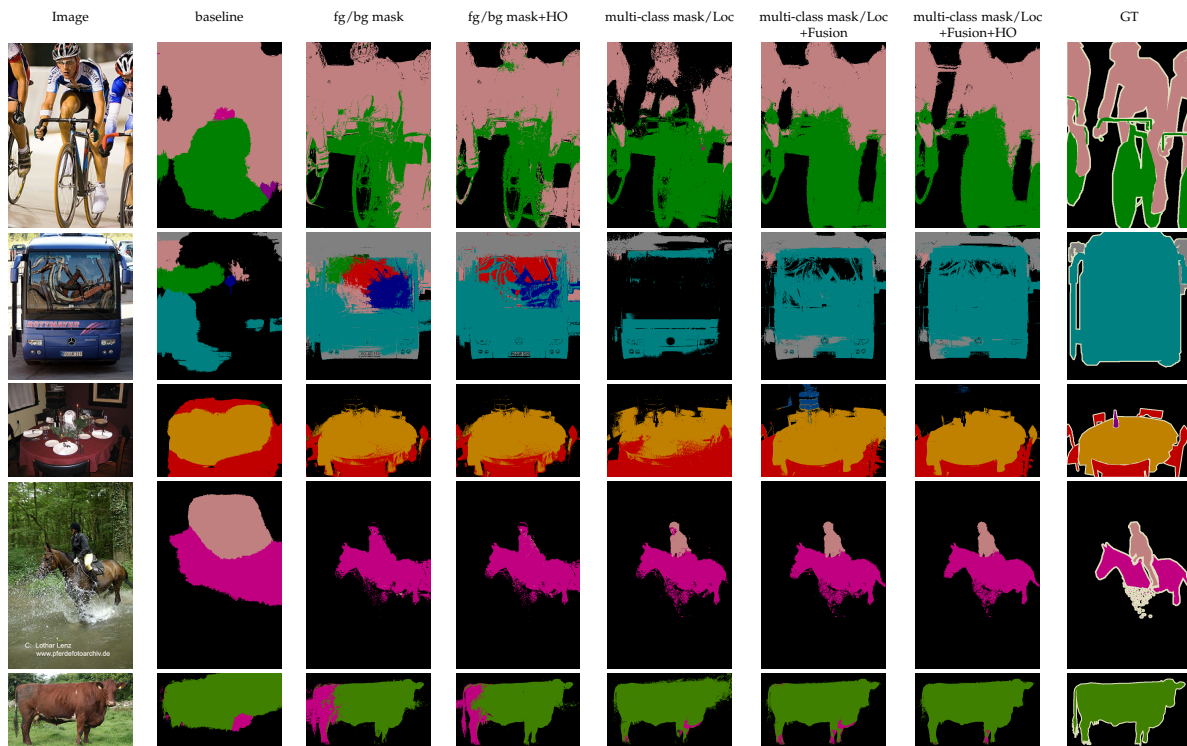 Image baseline fg/bg mask fg/bg mask+HO multi-class mask/Loc multi-class mask/Loc multi-class mask/Loc GT
+Fusion +Fusion+HO
C: Lothar Lenz
www.pferdefotoarchiv.de